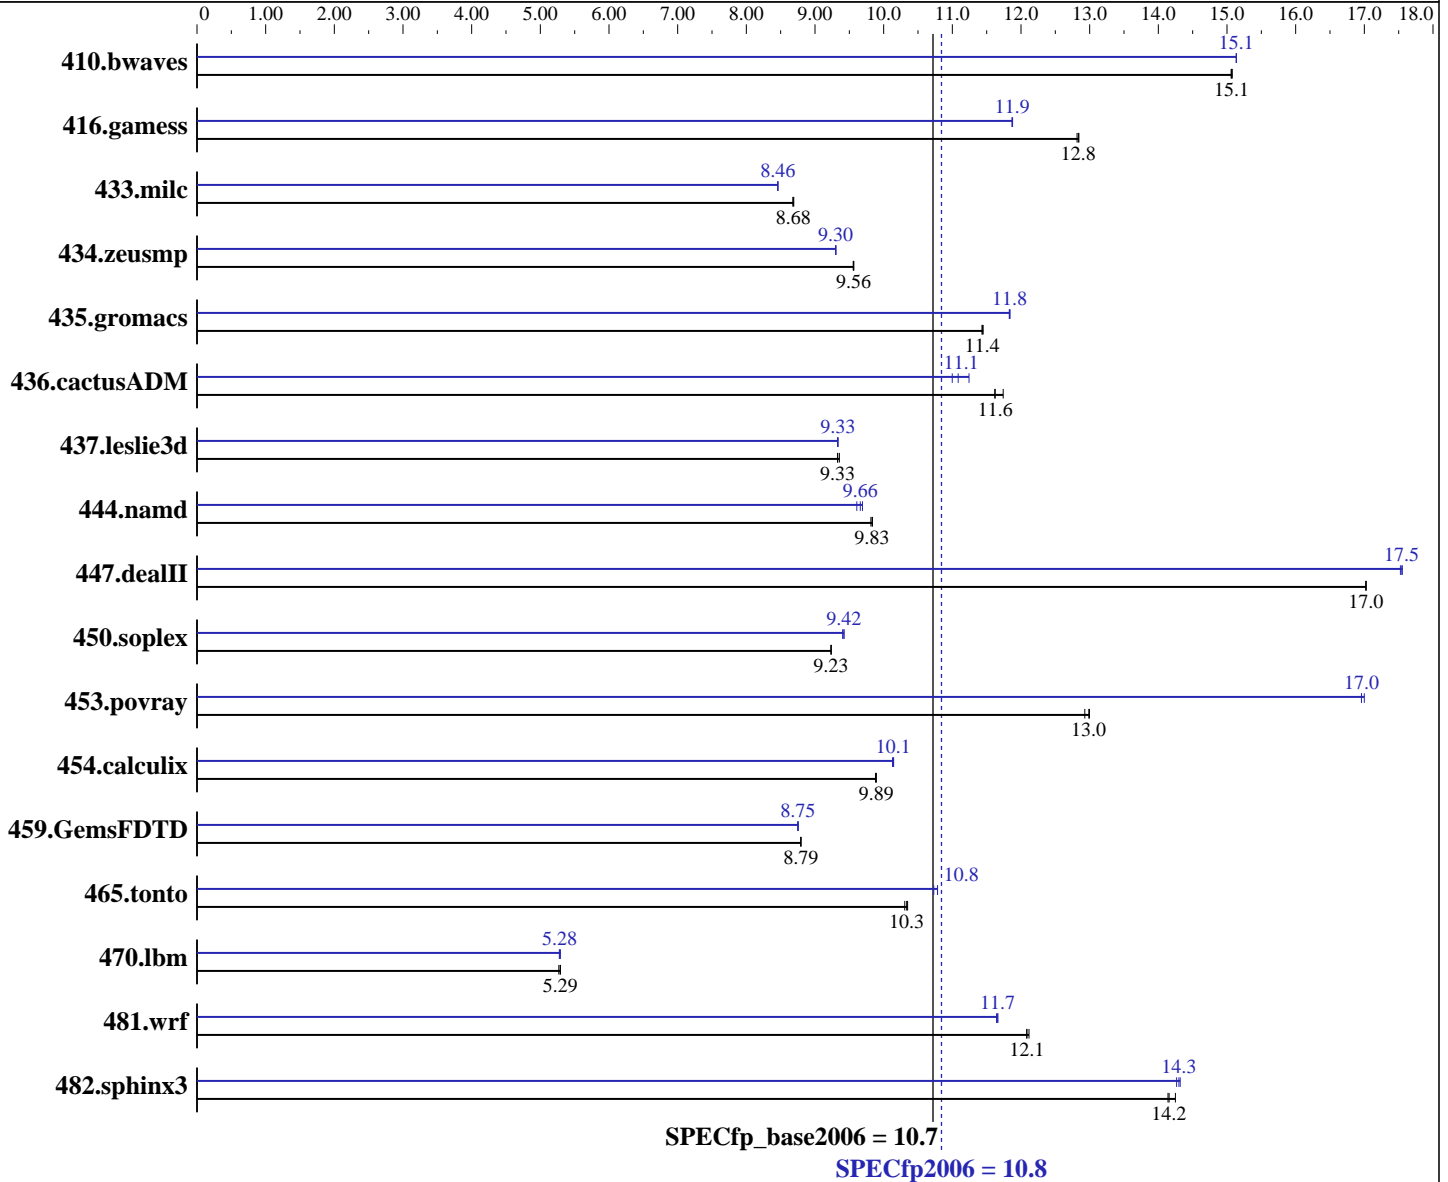 0 1.00 2.00 3.00 4.00 5.00 6.00 7.00 8.00 9.00 10.0 11.0 12.0 13.0 14.0 15.0 16.0 17.0 18.0
15.1
410.bwaves
15.1
11.9
416.gamess
12.8
8.46
433.milc
8.68
9.30
434.zeusmp
9.56
11.8
435.gromacs
11.4
11.1
436.cactusADM
11.6
9.33
437.leslie3d
9.33
9.66
444.namd
9.83
17.5
447.dealII
17.0
9.42
450.soplex
9.23
17.0
453.povray
13.0
10.1
454.calculix
9.89
8.75
459.GemsFDTD
8.79
10.8
465.tonto
10.3
5.28
470.lbm
5.29
11.7
481.wrf
12.1
14.3
482.sphinx3
14.2
SPECfp_base2006 = 10.7
SPECfp2006 = 10.8